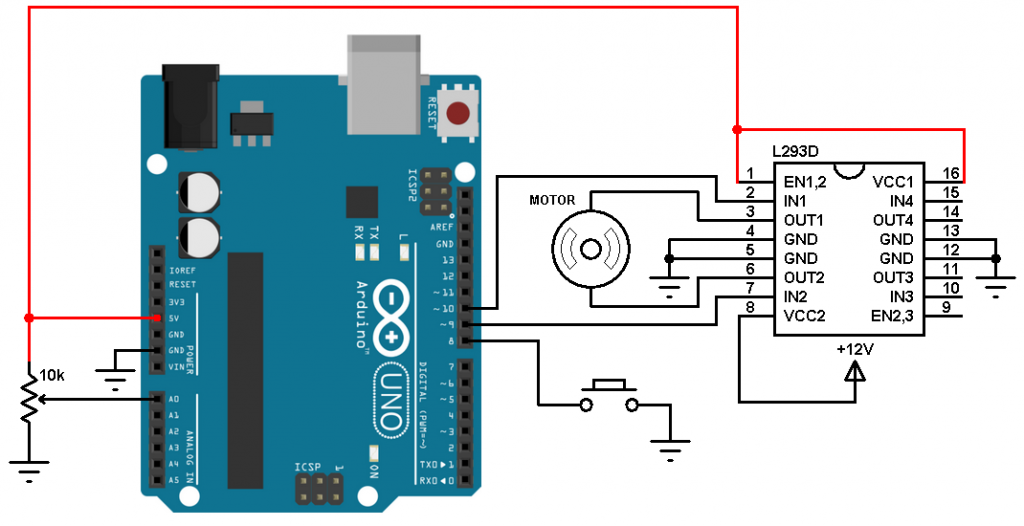 RESET
ICSP2
AREF
GND
13
12
~11
~10
~9
8
7
~6
~5
4
~3
2
TX0▶1
RX0◀0
DIGITAL (PWM=~)
RX
TX
L
Arduino™
UNO
ON
ICSP
1
IOREF
RESET
3V3
5V
GND
GND
VIN
POWER
A0
A1
A2
A3
A4
A5
ANALOG IN
10k
MOTOR
L293D
1 EN1,2 VCC1 16
2 IN1 IN4 15
3 OUT1 OUT4 14
4 GND GND 13
5 GND GND 12
6 OUT2 OUT3 11
7 IN2 IN3 10
8 VCC2 EN2,3 9
+12V